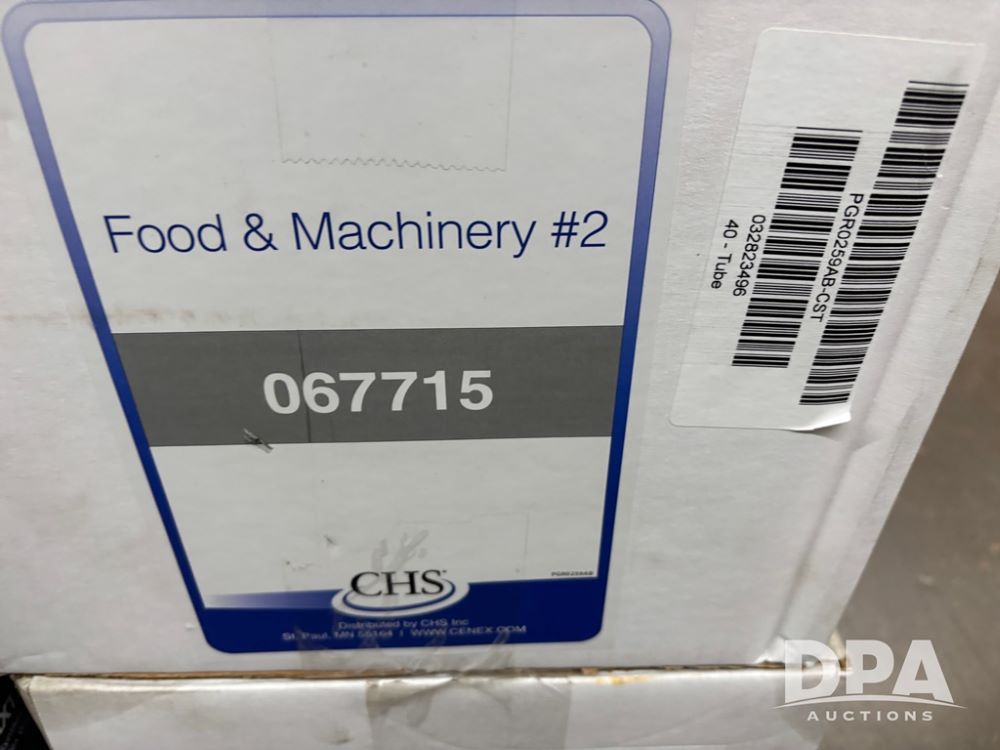 Food & Machinery #2
067715
CHS
PGR0259AB
Distributed by CHS Inc
St. Paul, MN 55164 | WWW.CENEX.COM
PGR0259AB-CST
032823496
40 - Tube
DPA
AUCTIONS